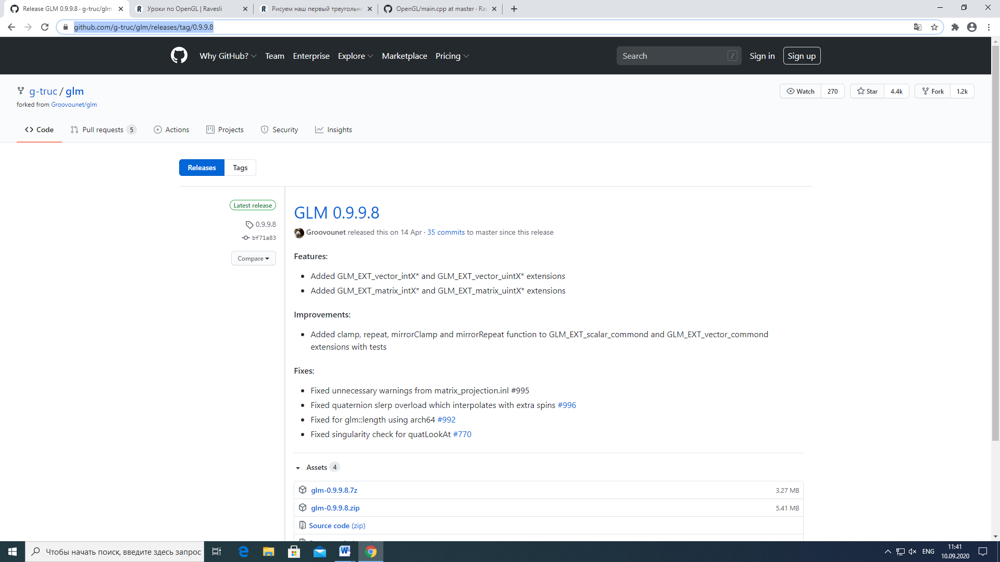 Release GLM 0.9.9.8 · g-truc/glm
Уроки по OpenGL | Ravesli
Рисуем наш первый треугольни
OpenGL/main.cpp at master · Rav
github.com/g-truc/glm/releases/tag/0.9.9.8
Why GitHub? Team Enterprise Explore Marketplace Pricing Search / Sign in Sign up
g-truc / glm
forked from Groovounet/glm
Watch 270 Star 4.4k Fork 1.2k
Code Pull requests 5 Actions Projects Security Insights
Releases Tags
Latest release
0.9.9.8
bf71a83
Compare
GLM 0.9.9.8
Groovounet released this on 14 Apr · 35 commits to master since this release
Features:
• Added GLM_EXT_vector_intX* and GLM_EXT_vector_uintX* extensions
• Added GLM_EXT_matrix_intX* and GLM_EXT_matrix_uintX* extensions
Improvements:
• Added clamp, repeat, mirrorClamp and mirrorRepeat function to GLM_EXT_scalar_commond and GLM_EXT_vector_commond
extensions with tests
Fixes:
• Fixed unnecessary warnings from matrix_projection.inl #995
• Fixed quaternion slerp overload which interpolates with extra spins #996
• Fixed for glm::length using arch64 #992
• Fixed singularity check for quatLookAt #770
Assets 4
glm-0.9.9.8.7z 3.27 MB
glm-0.9.9.8.zip 5.41 MB
Source code (zip)
Чтобы начать поиск, введите здесь запрос
ENG
11:41
10.09.2020